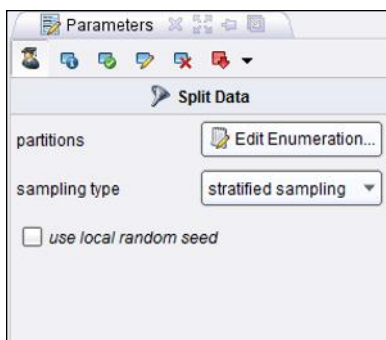 Parameters
Split Data
partitions
Edit Enumeration...
sampling type
stratified sampling
use local random seed